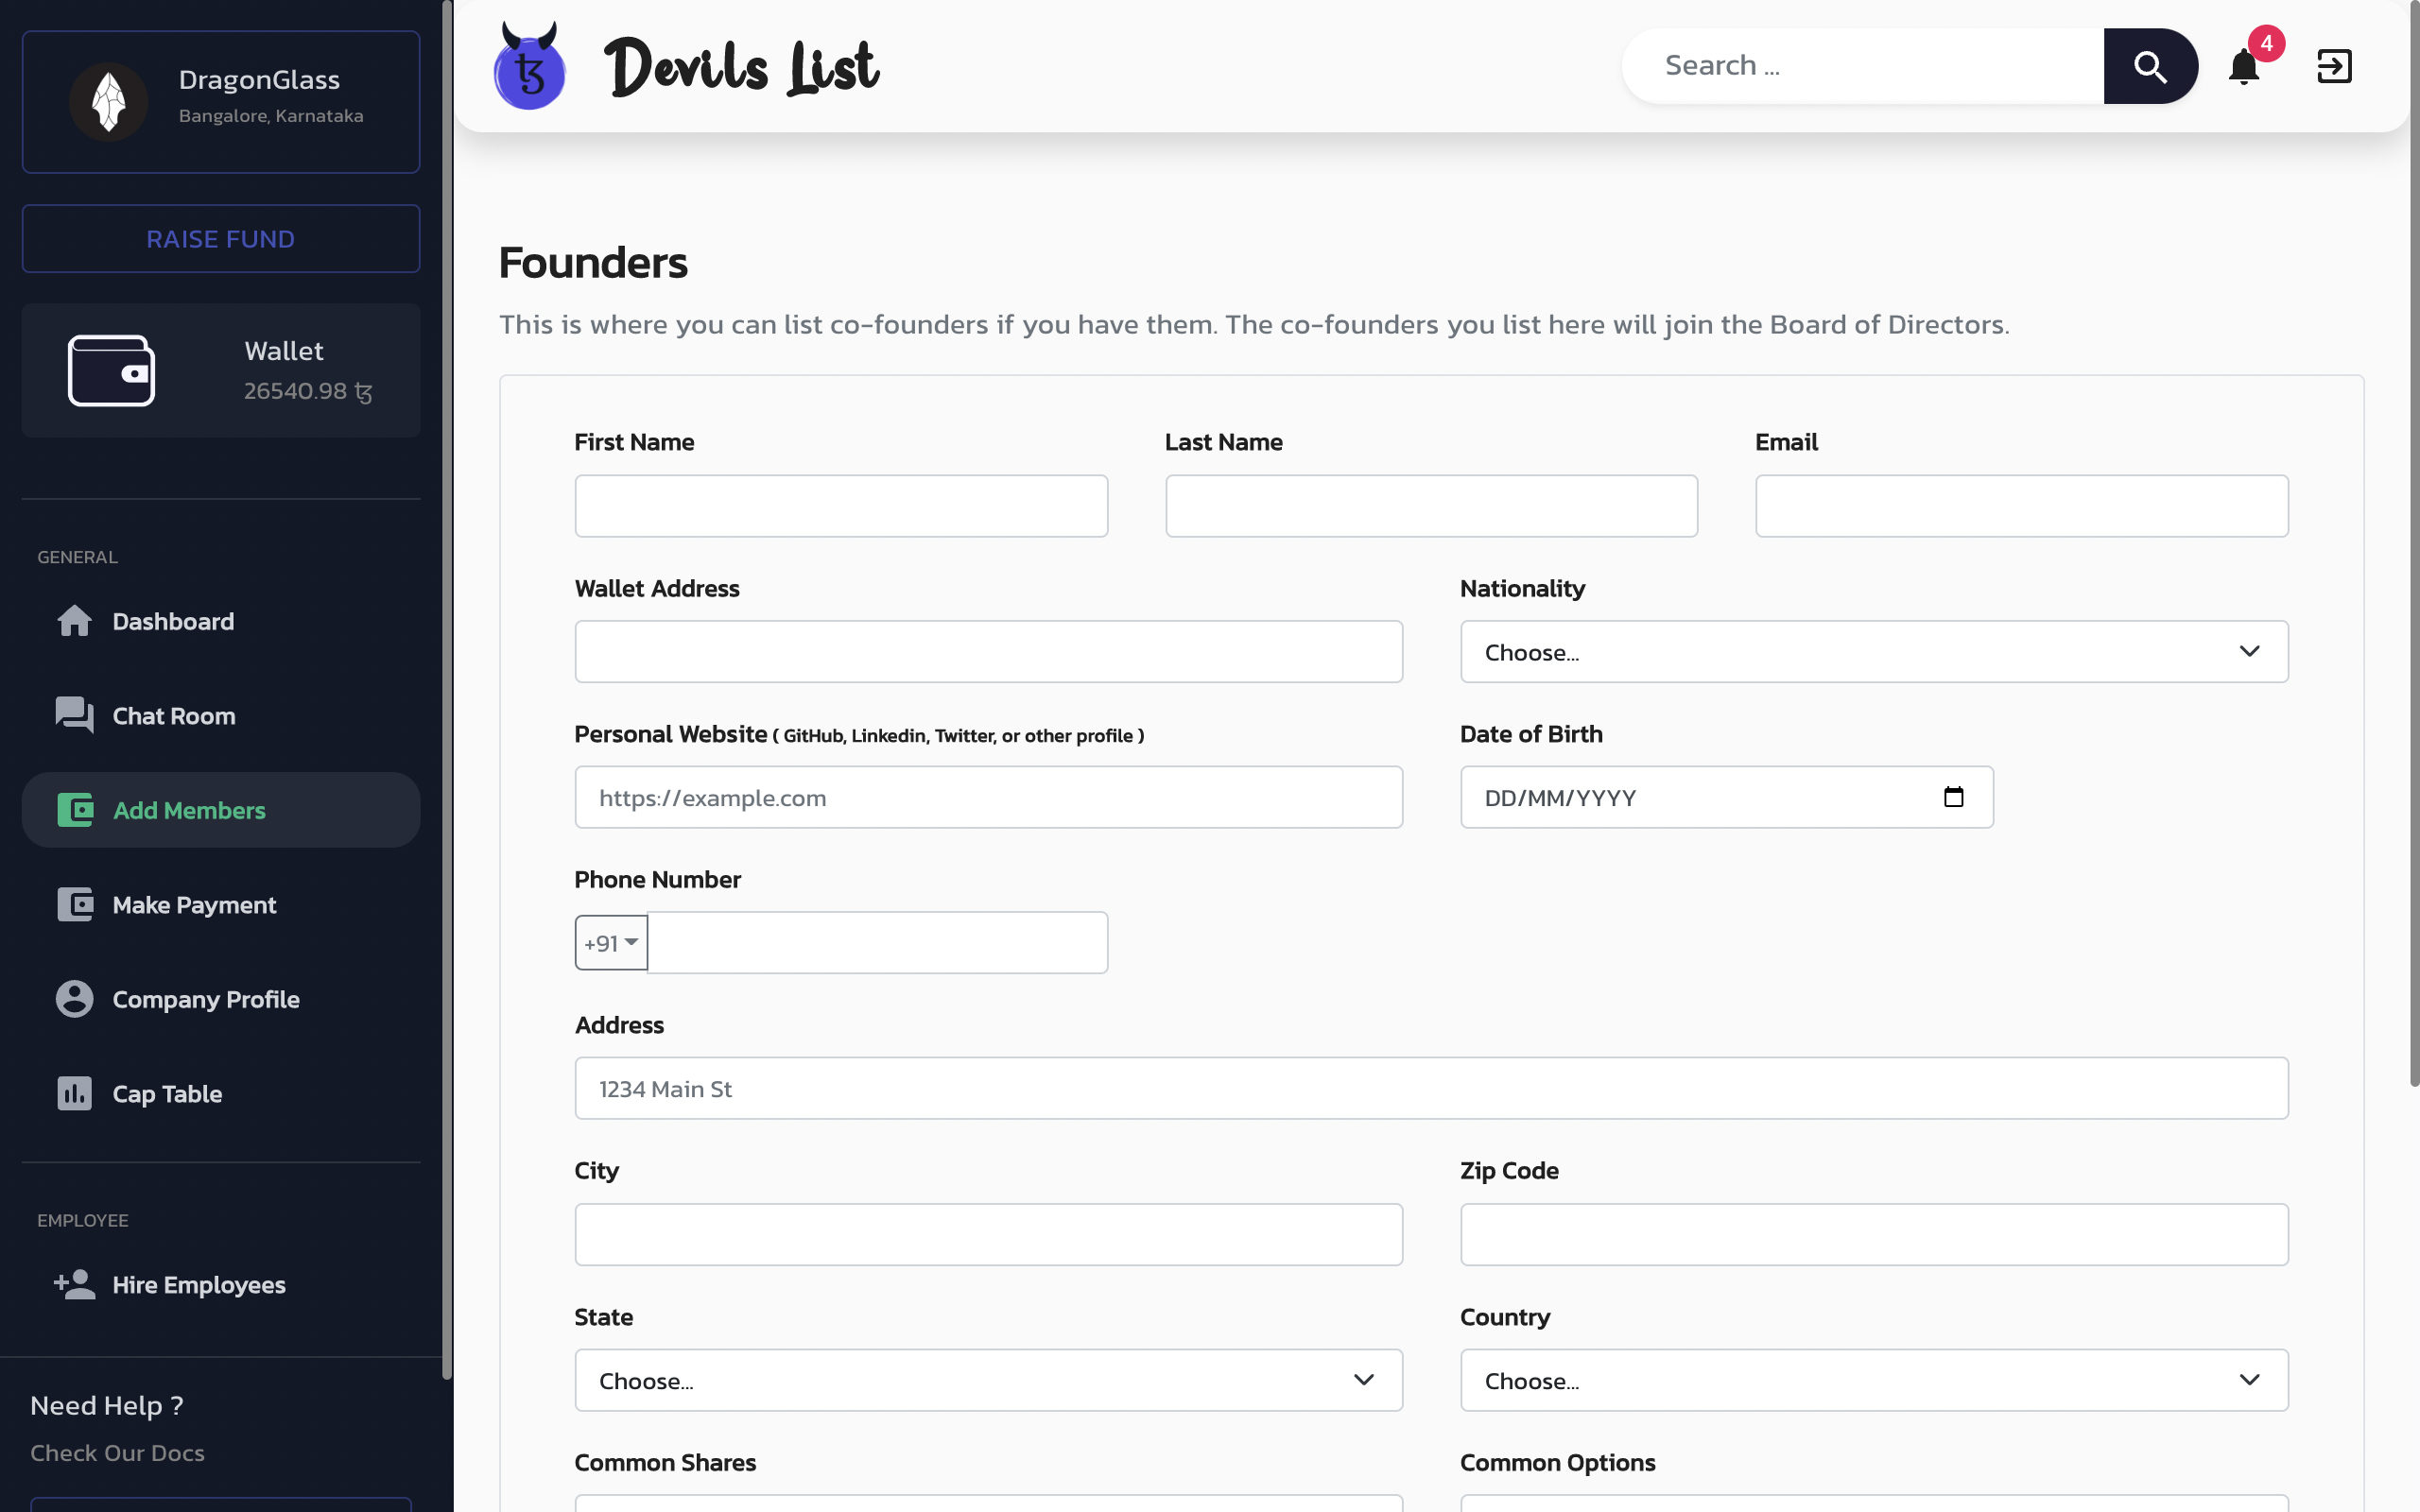 DragonGlass
Bangalore, Karnataka
RAISE FUND
Wallet
26540.98 ꜩ
GENERAL
Dashboard
Chat Room
Add Members
Make Payment
Company Profile
Cap Table
EMPLOYEE
Hire Employees
Need Help ?
Check Our Docs
ꜩ
Devils List
Search ...
4
Founders
This is where you can list co-founders if you have them. The co-founders you list here will join the Board of Directors.
First Name
Last Name
Email
Wallet Address
Nationality
Choose...
Personal Website ( GitHub, Linkedin, Twitter, or other profile )
Date of Birth
https://example.com
DD/MM/YYYY
Phone Number
+91
Address
1234 Main St
City
Zip Code
State
Country
Choose...
Choose...
Common Shares
Common Options